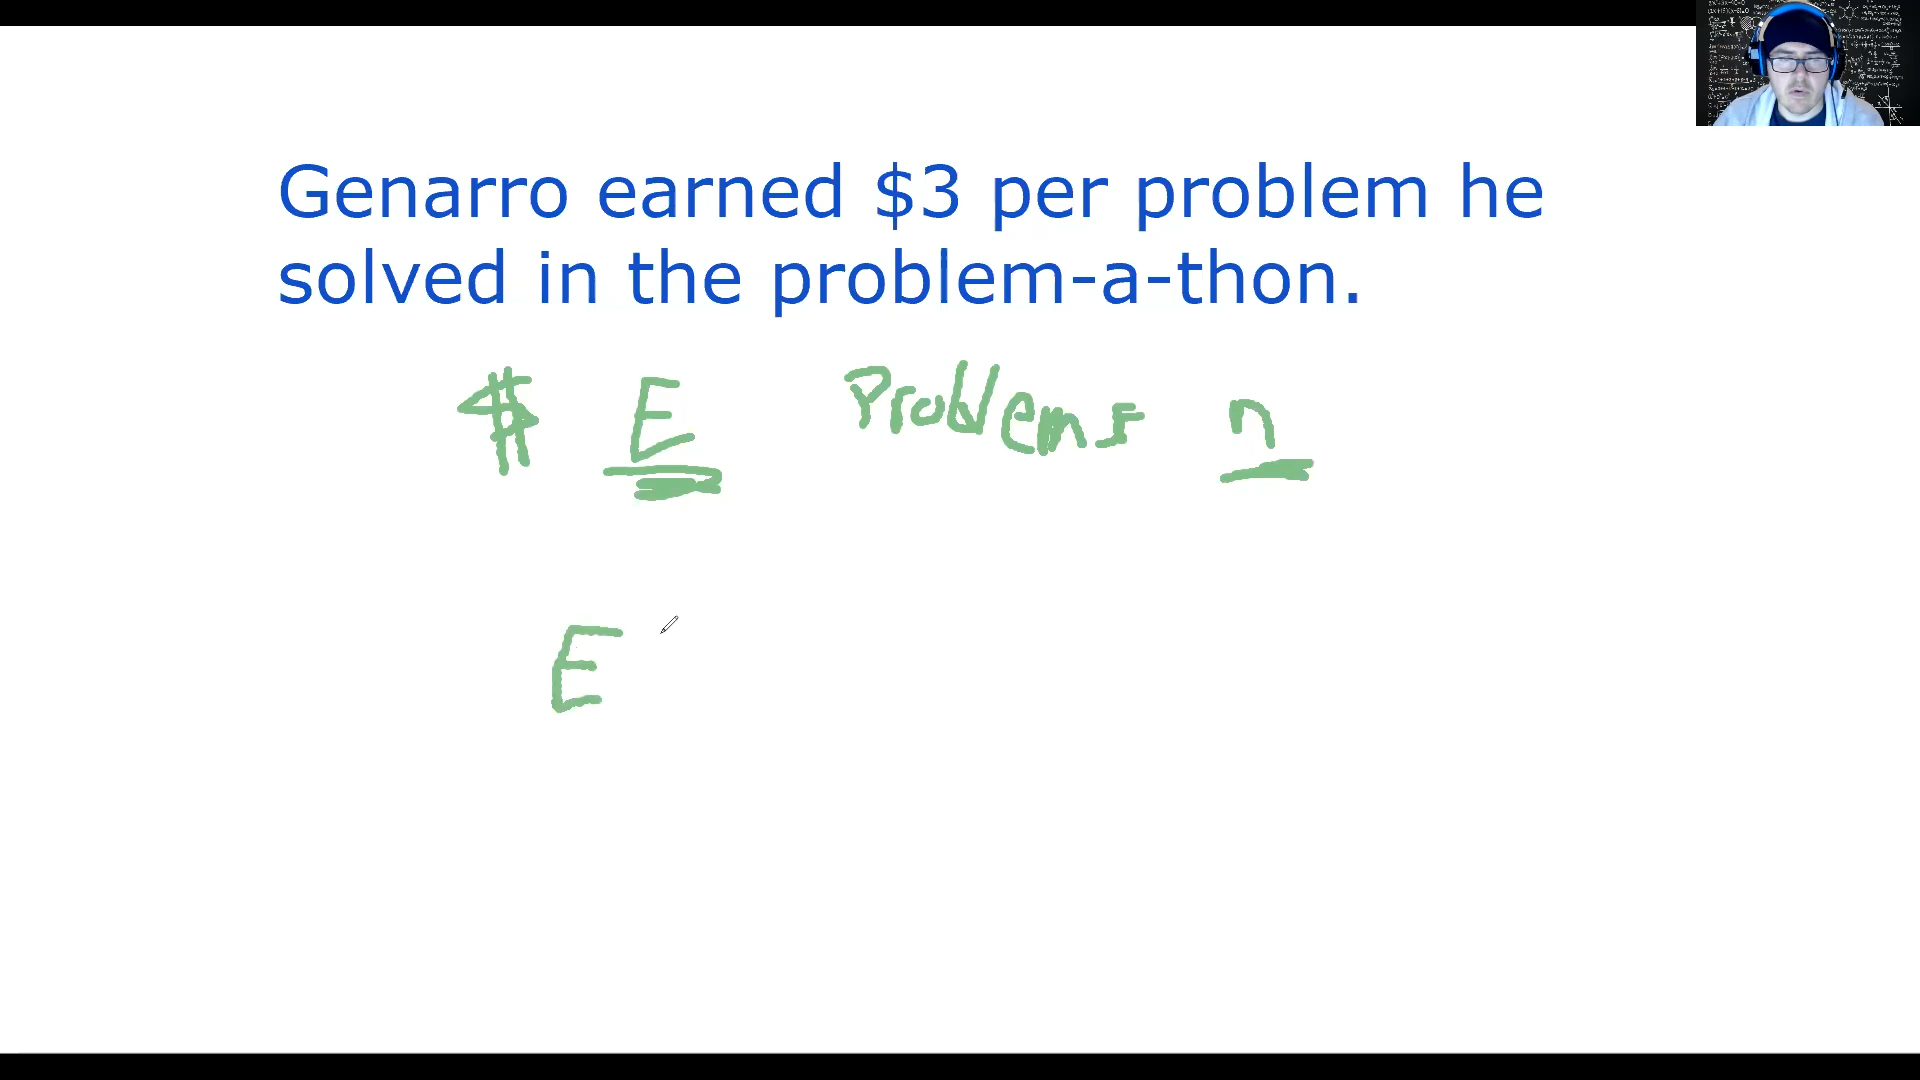 Genarro earned $3 per problem he
solved in the problem-a-thon.
$ E Problems n
E